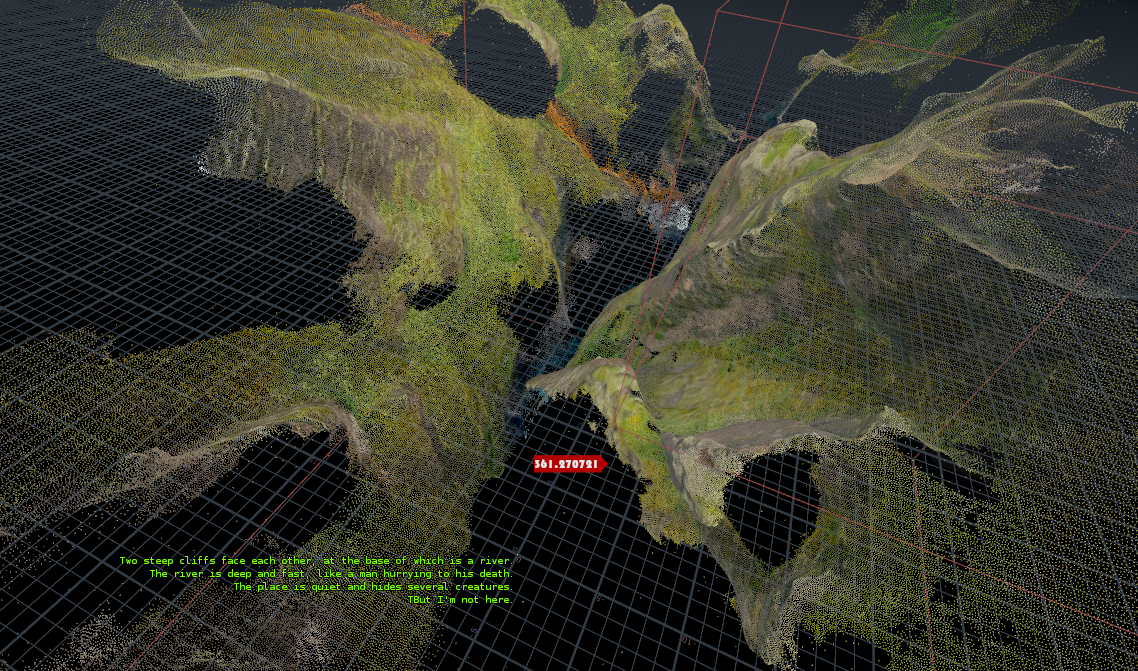 361.270721
Two steep cliffs face each other, at the base of which is a river.
The river is deep and fast, like a man hurrying to his death.
The place is quiet and hides several creatures.
TBut I'm not here.